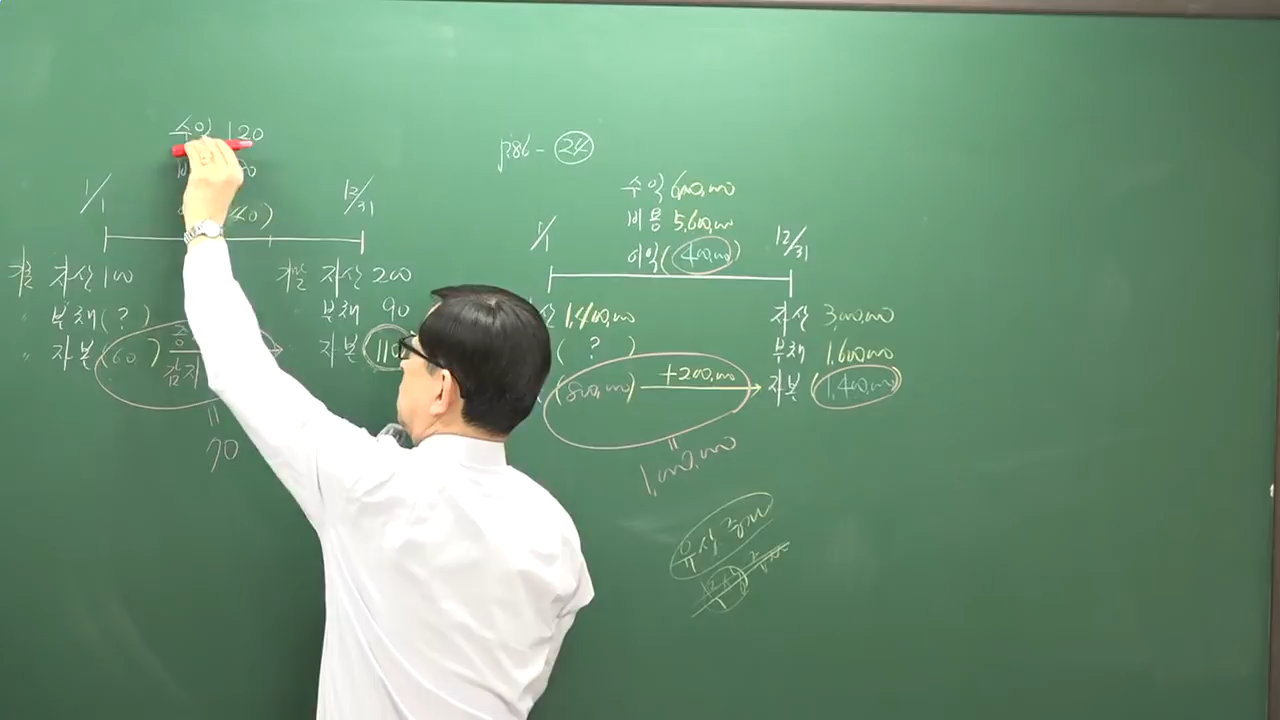 수익 120
1/1
12/31
40)
기초 자산 100
" 부채 ( ? )
" 자본 (60)
증
감자
=
70
기말 자산 200
부채 90
자본 110
p.86 - 24
수익 6,000,000
비용 5,600,000
이익 (400,000)
1/1
12/31
산 1,400,000
( ? )
(800,000) +200,000
=
1,000,000
자산 3,000,000
부채 1,600,000
자본 (1,400,000)
유상증자